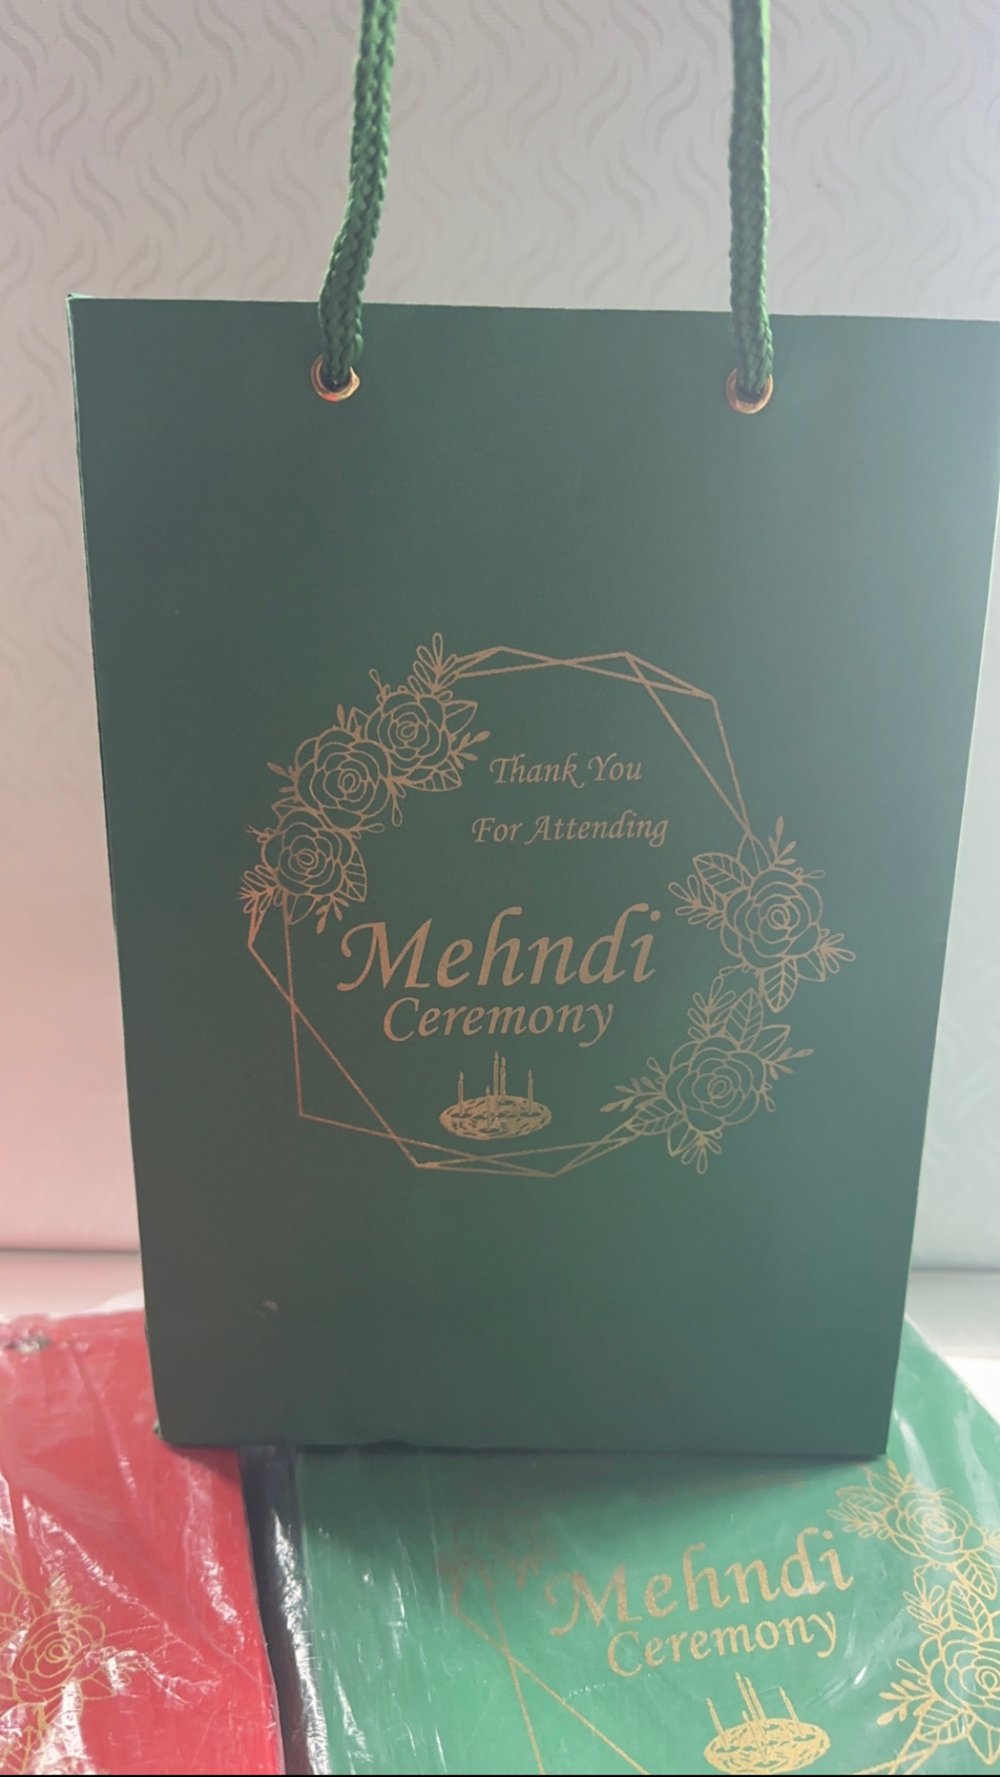 Thank You
For Attending
Mehndi
Ceremony
Mehndi
Ceremony